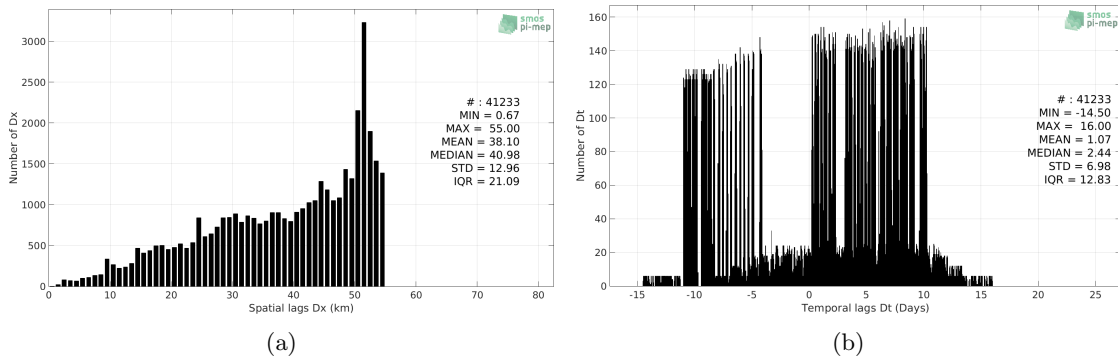 smos
pi-mep
3000
2500
2000
1500
1000
500
0
Number of Dx
# : 41233
MIN = 0.67
MAX = 55.00
MEAN = 38.10
MEDIAN = 40.98
STD = 12.96
IQR = 21.09
0 10 20 30 40 50 60 70 80
Spatial lags Dx (km)
(a)
smos
pi-mep
160
140
120
100
80
60
40
20
0
Number of Dt
# : 41233
MIN = -14.50
MAX = 16.00
MEAN = 1.07
MEDIAN = 2.44
STD = 6.98
IQR = 12.83
-15 -10 -5 0 5 10 15 20 25
Temporal lags Dt (Days)
(b)